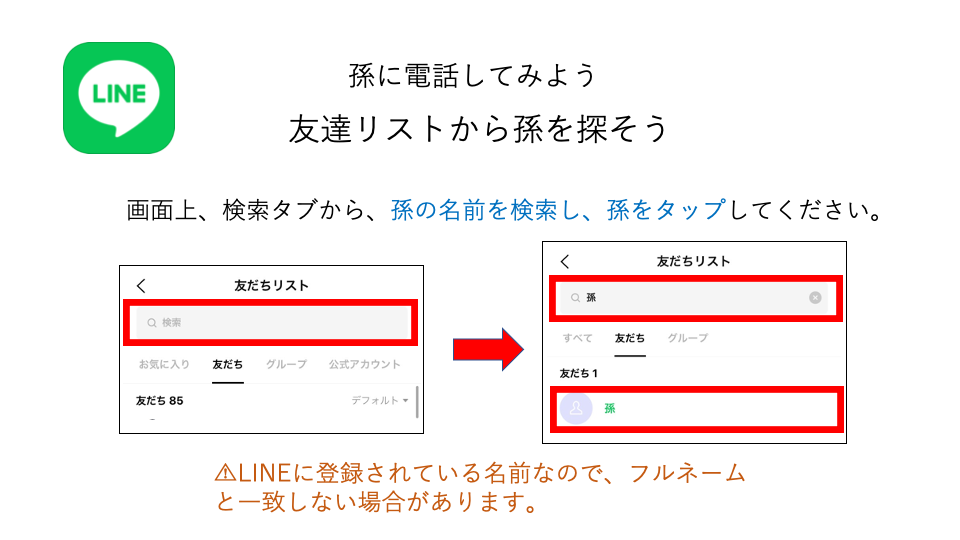 LINE
孫に電話してみよう
友達リストから孫を探そう
画面上、検索タブから、孫の名前を検索し、孫をタップしてください。
友だちリスト
検索
お気に入り 友だち グループ 公式アカウント
友だち 85 デフォルト
友だちリスト
孫
すべて 友だち グループ
友だち 1
孫
⚠LINEに登録されている名前なので、フルネーム
と一致しない場合があります。